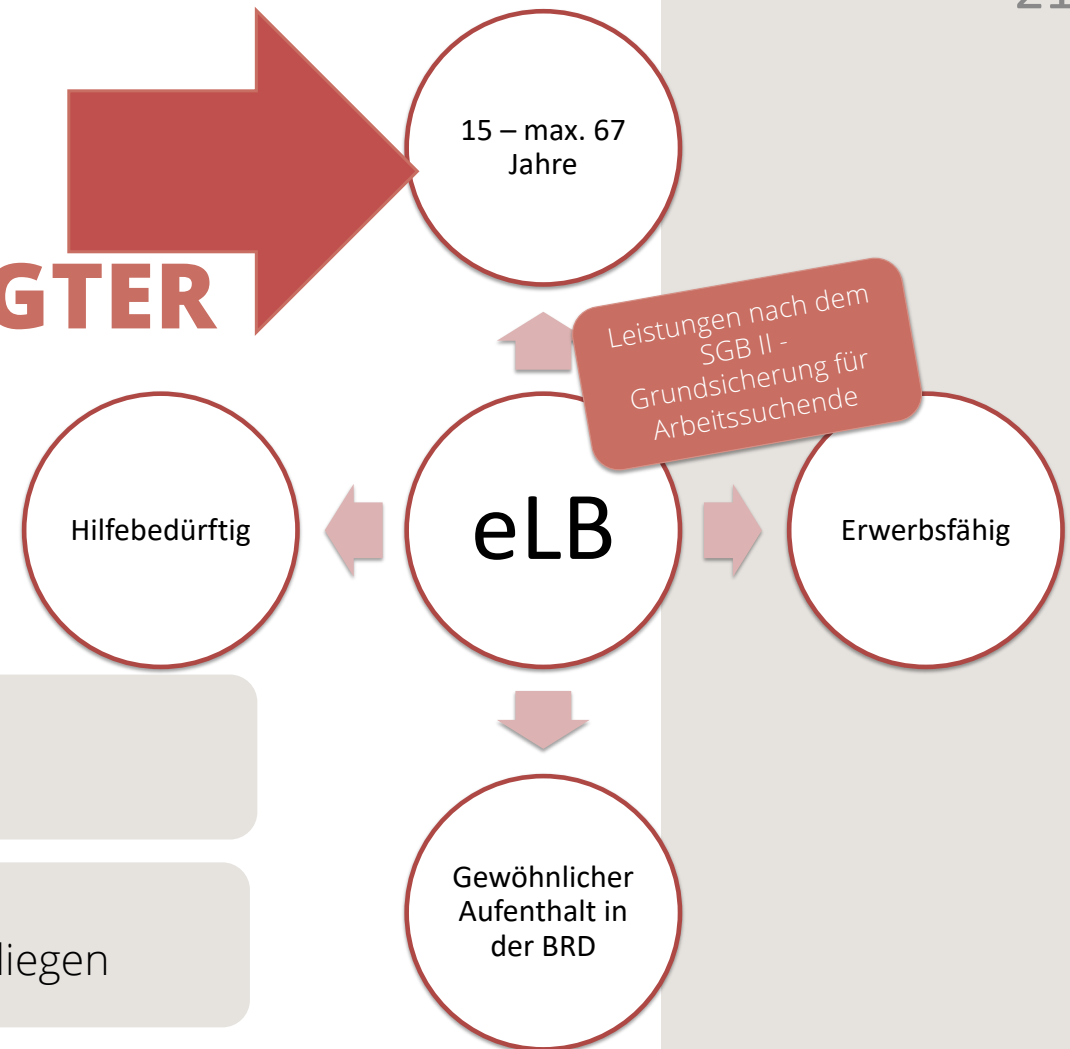 21
15 – max. 67
Jahre
GTER
Leistungen nach dem
SGB II -
Grundsicherung für
Arbeitssuchende
Hilfebedürftig
eLB
Erwerbsfähig
Gewöhnlicher
Aufenthalt in
der BRD
liegen